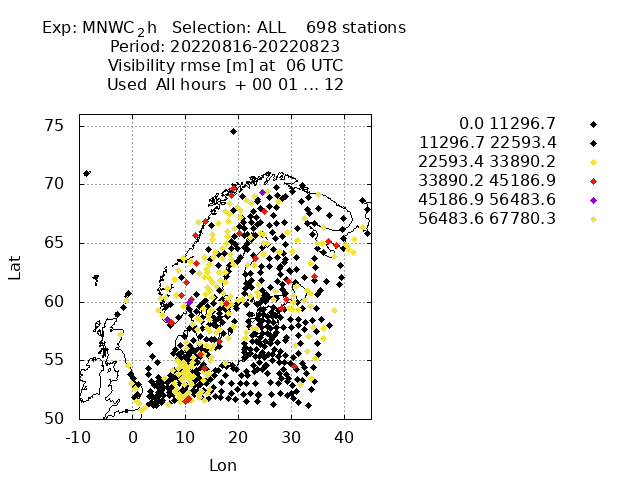 Exp: MNWC_2h Selection: ALL 698 stations
Period: 20220816-20220823
Visibility rmse [m] at 06 UTC
Used All hours + 00 01 ... 12
0.0 11296.7
11296.7 22593.4
22593.4 33890.2
33890.2 45186.9
45186.9 56483.6
56483.6 67780.3
75
70
65
60
55
50
Lat
-10 0 10 20 30 40
Lon